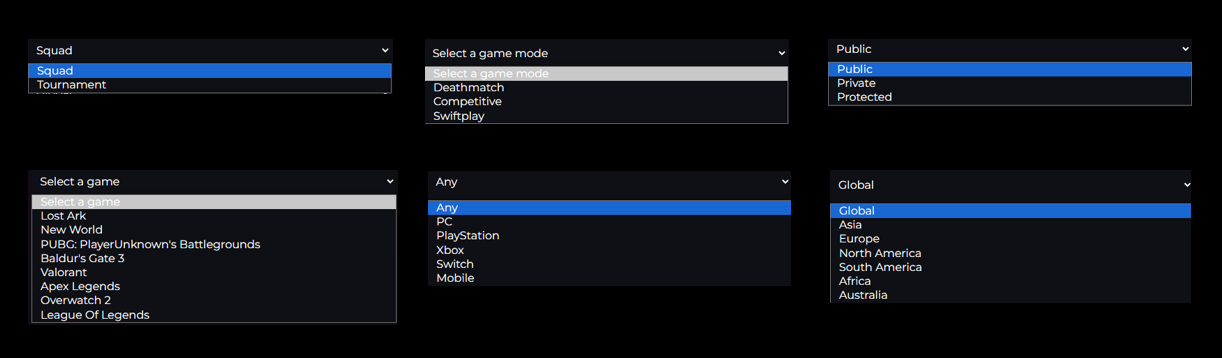 Squad
Squad
Tournament
Select a game mode
Select a game mode
Deathmatch
Competitive
Swiftplay
Public
Public
Private
Protected
Select a game
Select a game
Lost Ark
New World
PUBG: PlayerUnknown's Battlegrounds
Baldur's Gate 3
Valorant
Apex Legends
Overwatch 2
League Of Legends
Any
Any
PC
PlayStation
Xbox
Switch
Mobile
Global
Global
Asia
Europe
North America
South America
Africa
Australia